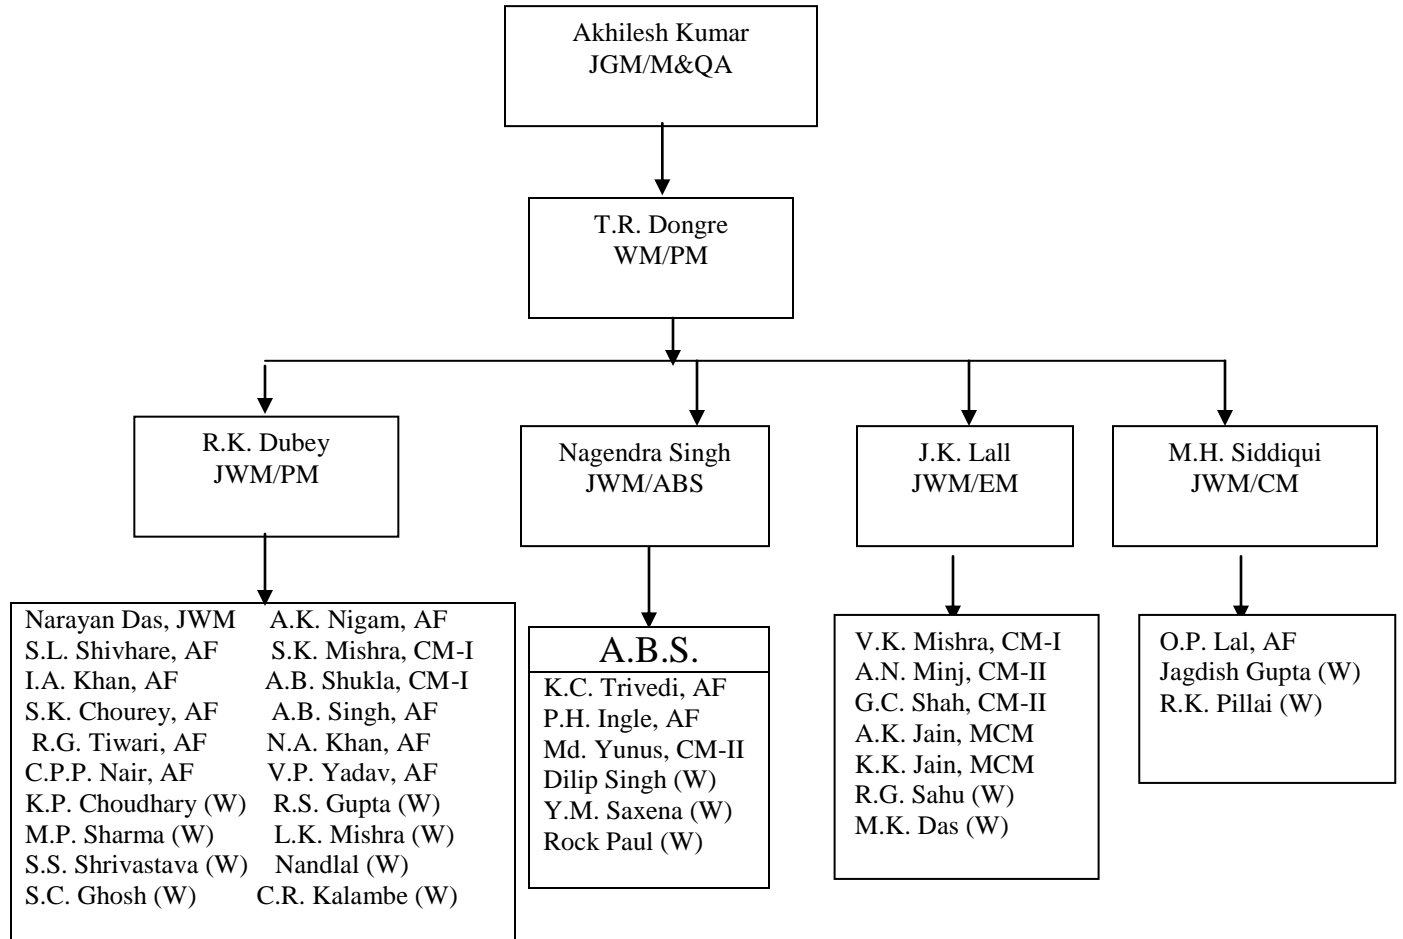 Akhilesh Kumar
JGM/M&QA
T.R. Dongre
WM/PM
R.K. Dubey
JWM/PM
Nagendra Singh
JWM/ABS
J.K. Lall
JWM/EM
M.H. Siddiqui
JWM/CM
Narayan Das, JWM A.K. Nigam, AF
S.L. Shivhare, AF S.K. Mishra, CM-I
I.A. Khan, AF A.B. Shukla, CM-I
S.K. Chourey, AF A.B. Singh, AF
R.G. Tiwari, AF N.A. Khan, AF
C.P.P. Nair, AF V.P. Yadav, AF
K.P. Choudhary (W) R.S. Gupta (W)
M.P. Sharma (W) L.K. Mishra (W)
S.S. Shrivastava (W) Nandlal (W)
S.C. Ghosh (W) C.R. Kalambe (W)
A.B.S.
K.C. Trivedi, AF
P.H. Ingle, AF
Md. Yunus, CM-II
Dilip Singh (W)
Y.M. Saxena (W)
Rock Paul (W)
V.K. Mishra, CM-I
A.N. Minj, CM-II
G.C. Shah, CM-II
A.K. Jain, MCM
K.K. Jain, MCM
R.G. Sahu (W)
M.K. Das (W)
O.P. Lal, AF
Jagdish Gupta (W)
R.K. Pillai (W)